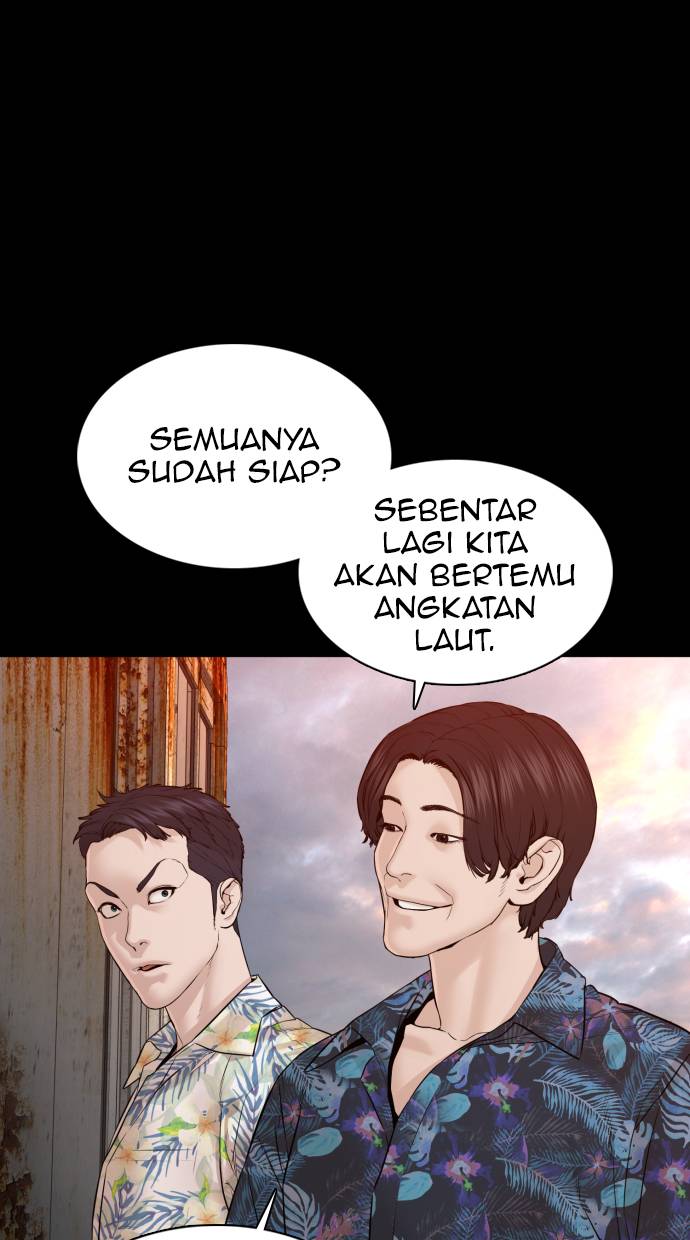 SEMUANYA
SUDAH SIAP?
SEBENTAR
LAGI KITA
AKAN BERTEMU
ANGKATAN
LAUT.